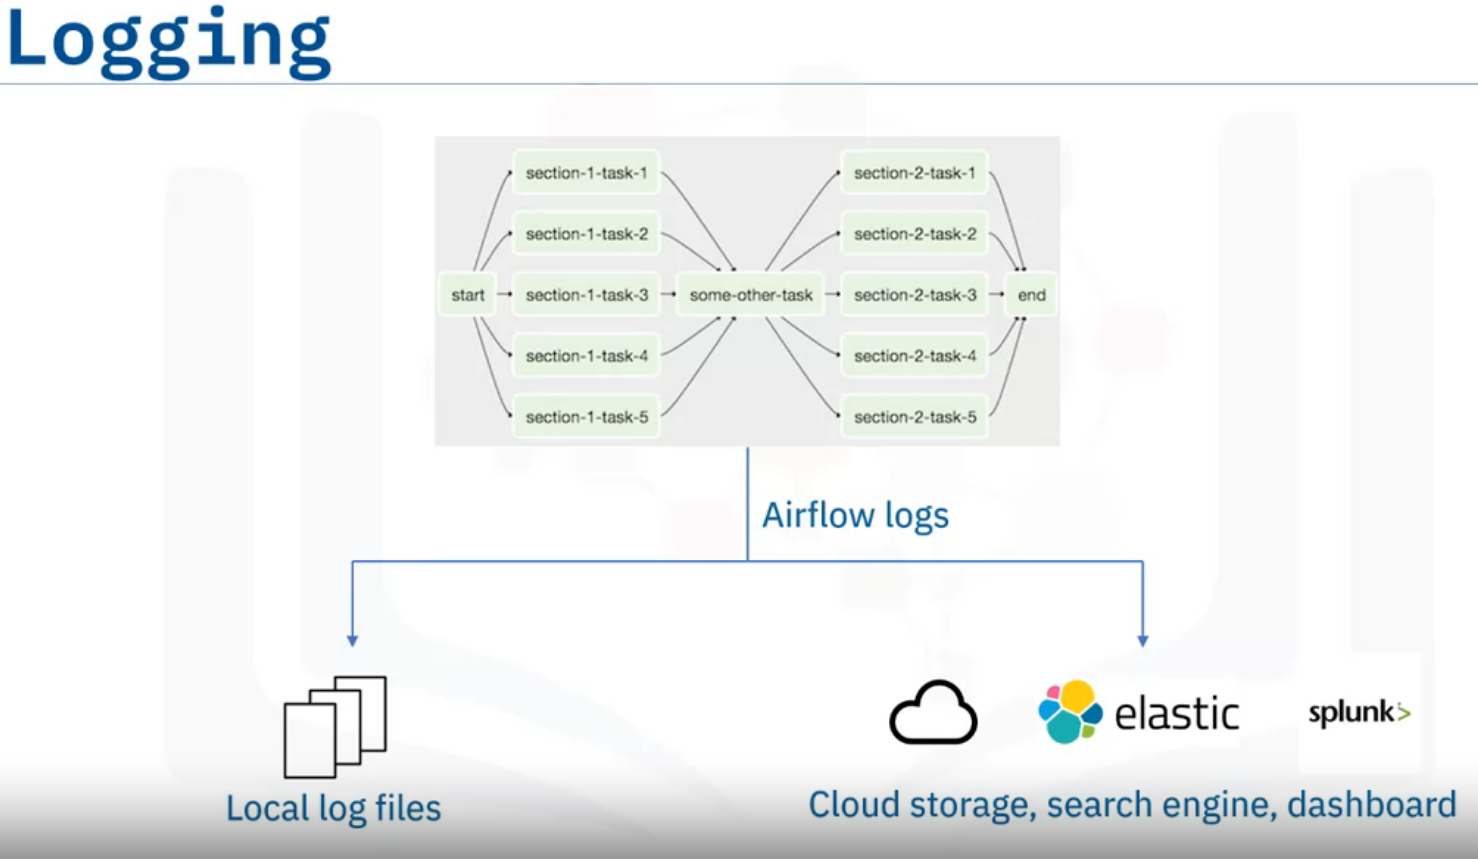 Logging
section-1-task-1
section-2-task-1
section-1-task-2
section-2-task-2
start
section-1-task-3
some-other-task
section-2-task-3
end
section-1-task-4
section-2-task-4
section-1-task-5
section-2-task-5
Airflow logs
elastic
splunk>
Local log files
Cloud storage, search engine, dashboard